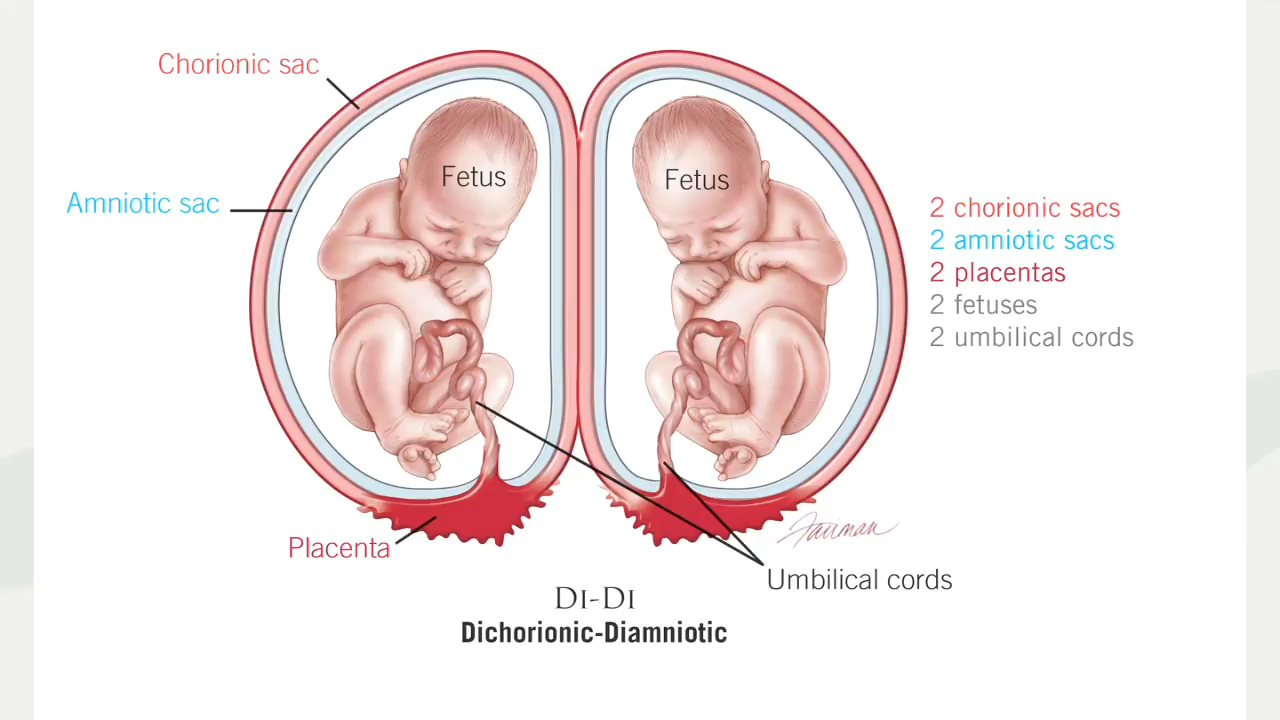 Chorionic sac
Fetus
Fetus
Amniotic sac
2 chorionic sacs
2 amniotic sacs
2 placentas
2 fetuses
2 umbilical cords
Fairman
Placenta
Umbilical cords
Di-Di
Dichorionic-Diamniotic